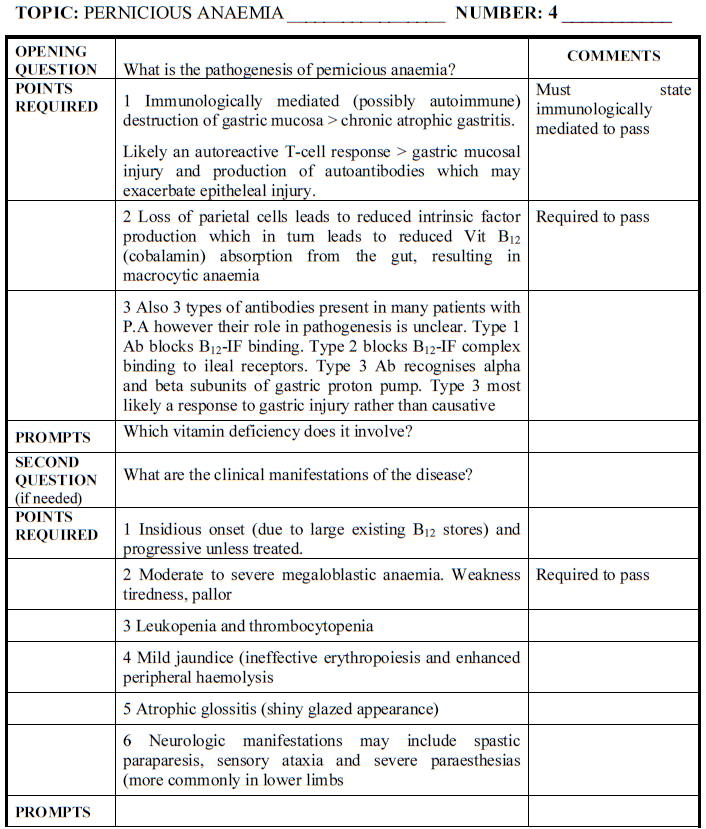 TOPIC: PERNICIOUS ANAEMIA NUMBER: 4
OPENING QUESTION
What is the pathogenesis of pernicious anaemia?
COMMENTS
POINTS REQUIRED
1 Immunologically mediated (possibly autoimmune)
destruction of gastric mucosa > chronic atrophic gastritis.
Likely an autoreactive T-cell response > gastric mucosal
injury and production of autoantibodies which may
exacerbate epitheleal injury.
Must state
immunologically
mediated to pass
2 Loss of parietal cells leads to reduced intrinsic factor
production which in turn leads to reduced Vit B12
(cobalamin) absorption from the gut, resulting in
macrocytic anaemia
Required to pass
3 Also 3 types of antibodies present in many patients with
P.A however their role in pathogenesis is unclear. Type 1
Ab blocks B12-IF binding. Type 2 blocks B12-IF complex
binding to ileal receptors. Type 3 Ab recognises alpha
and beta subunits of gastric proton pump. Type 3 most
likely a response to gastric injury rather than causative
PROMPTS
Which vitamin deficiency does it involve?
SECOND
QUESTION
(if needed)
What are the clinical manifestations of the disease?
POINTS
REQUIRED
1 Insidious onset (due to large existing B12 stores) and
progressive unless treated.
2 Moderate to severe megaloblastic anaemia. Weakness
tiredness, pallor
Required to pass
3 Leukopenia and thrombocytopenia
4 Mild jaundice (ineffective erythropoiesis and enhanced
peripheral haemolysis
5 Atrophic glossitis (shiny glazed appearance)
6 Neurologic manifestations may include spastic
paraparesis, sensory ataxia and severe paraesthesias
(more commonly in lower limbs
PROMPTS